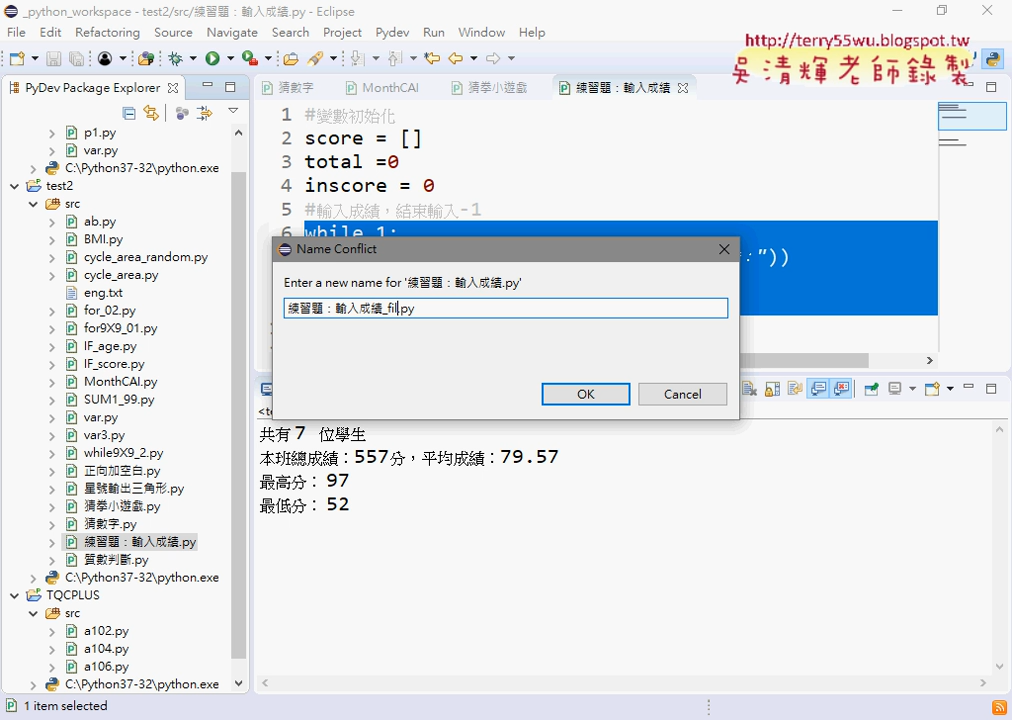 _python_workspace - test2/src/練習題：輸入成績.py - Eclipse
File Edit Refactoring Source Navigate Search Project Pydev Run Window Help
http://terry55wu.blogspot.tw
吳清輝老師錄製
PyDev Package Explorer
猜數字 MonthCAI 猜拳小遊戲 練習題：輸入成績
p1.py
var.py
C:\Python37-32\python.exe
test2
src
ab.py
BMI.py
cycle_area_random.py
cycle_area.py
eng.txt
for_02.py
for9X9_01.py
IF_age.py
IF_score.py
MonthCAI.py
SUM1_99.py
var.py
var3.py
while9X9_2.py
正向加空白.py
星號輸出三角形.py
猜拳小遊戲.py
猜數字.py
練習題：輸入成績.py
質數判斷.py
C:\Python37-32\python.exe
TQCPLUS
src
a102.py
a104.py
a106.py
C:\Python37-32\python.exe
1 #變數初始化
2 score = []
3 total =0
4 inscore = 0
5 #輸入成績，結束輸入-1
6 while 1:
:"))
Name Conflict
Enter a new name for '練習題：輸入成績.py'
練習題：輸入成績_fil.py
OK Cancel
<te
共有7 位學生
本班總成績：557分，平均成績：79.57
最高分：97
最低分：52
1 item selected